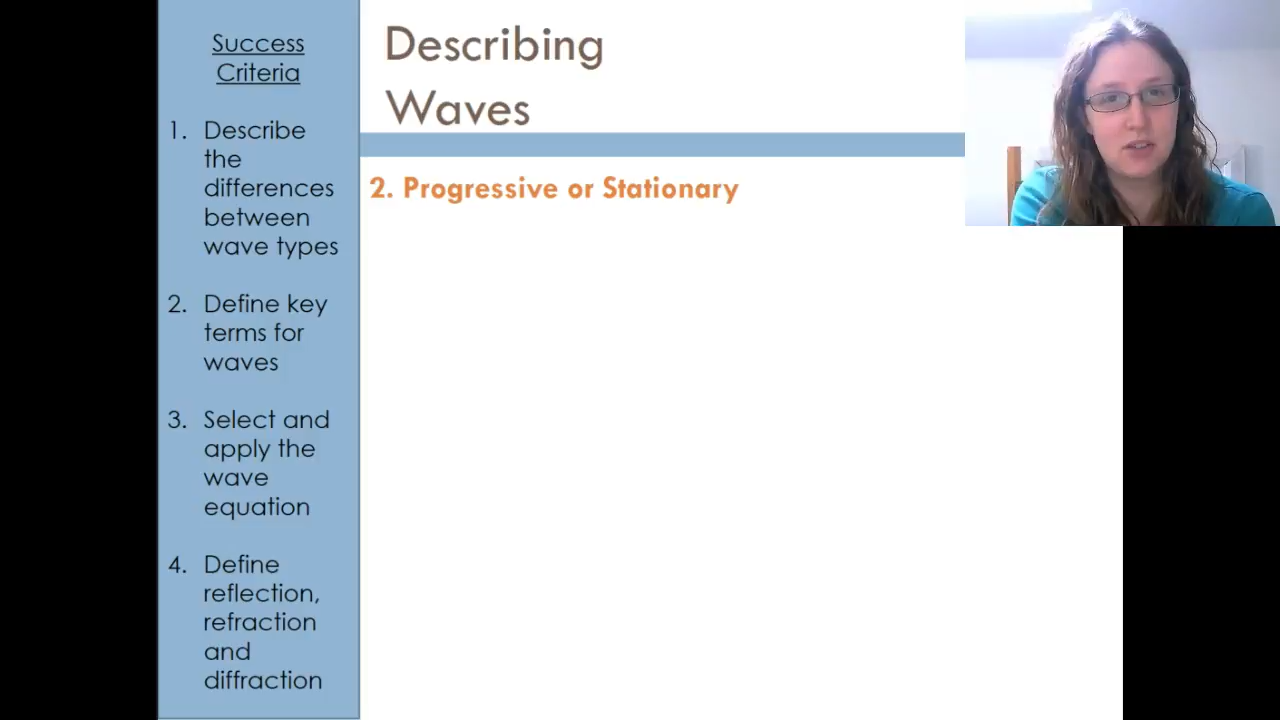 Success
Criteria
1. Describe
the
differences
between
wave types
2. Define key
terms for
waves
3. Select and
apply the
wave
equation
4. Define
reflection,
refraction
and
diffraction
Describing
Waves
2. Progressive or Stationary